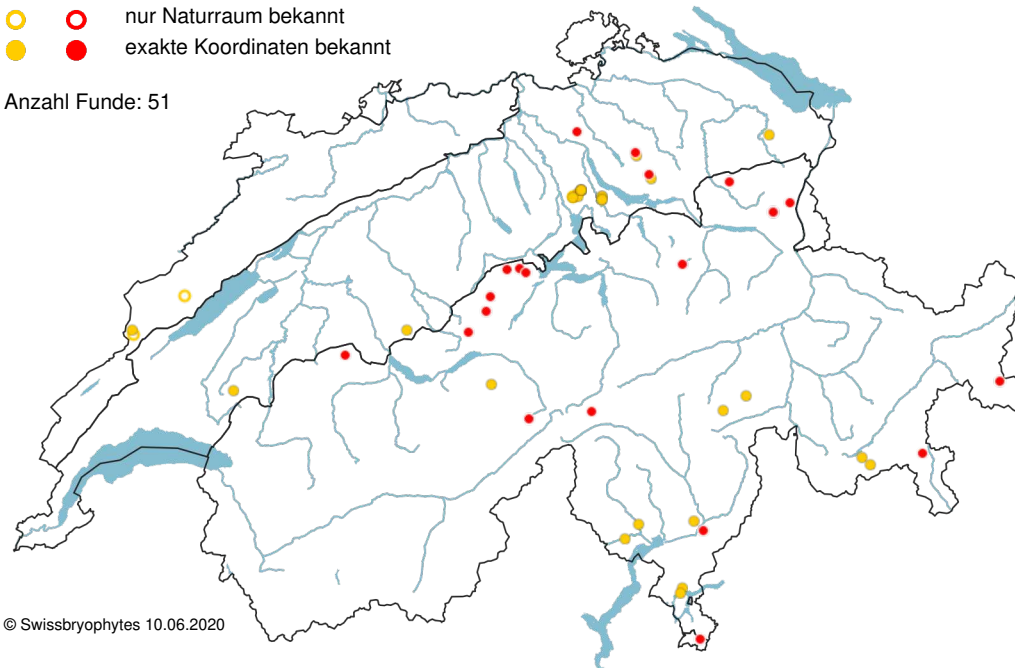 nur Naturraum bekannt
exakte Koordinaten bekannt
Anzahl Funde: 51
© Swissbryophytes 10.06.2020